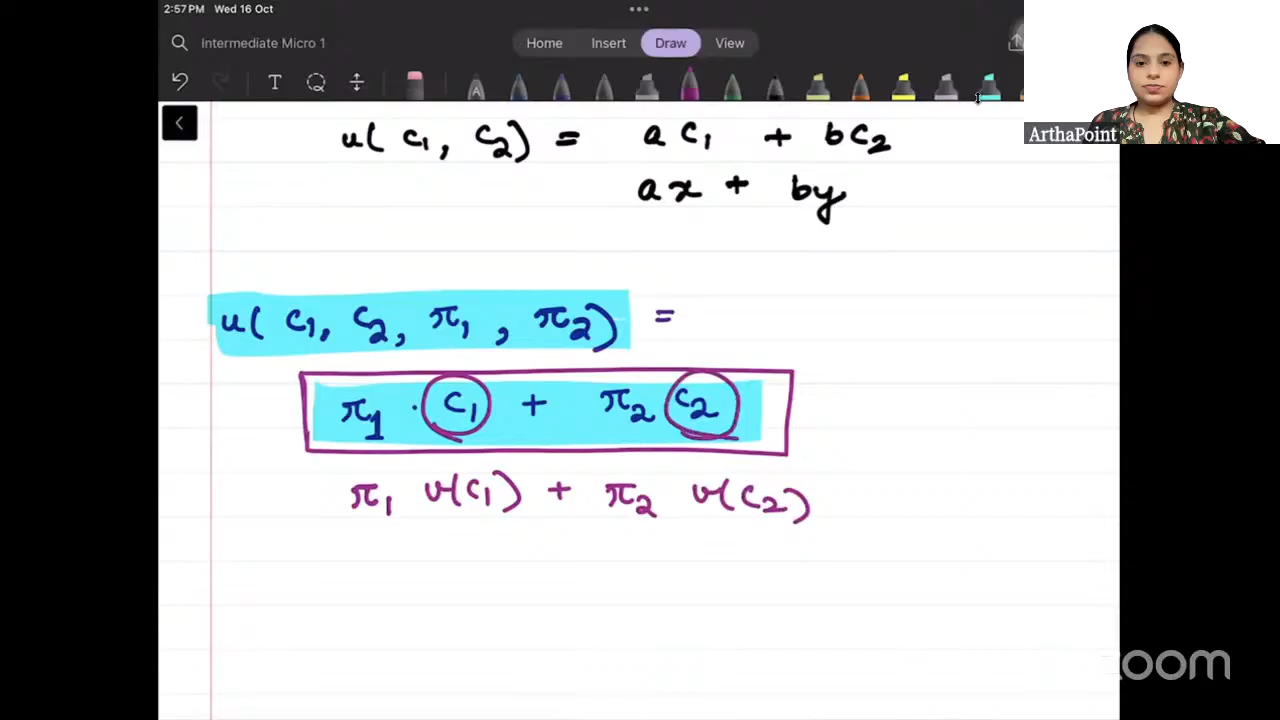 2:57 PM Wed 16 Oct
Intermediate Micro 1
Home Insert Draw View
T
A
ArthaPoint
u( c₁, c₂) = a c₁ + bc₂
ax + by
u( c₁, c₂, π₁, π₂) =
π₁ · c₁ + π₂ c₂
π₁ v(c₁) + π₂ v(c₂)
zoom